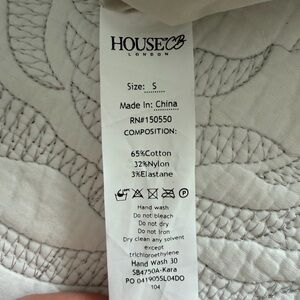 HOUSE OF CB
LONDON
Size: S
Made In: China
RN#150550
COMPOSITION:
65%Cotton
32%Nylon
3%Elastane
Hand wash
Do not bleach
Do not dry
Do not Iron
Dry clean any solvent
except
trichloroethylene
Hand Wash 30
SB4750A-Kara
PO 041905SL04DO
104